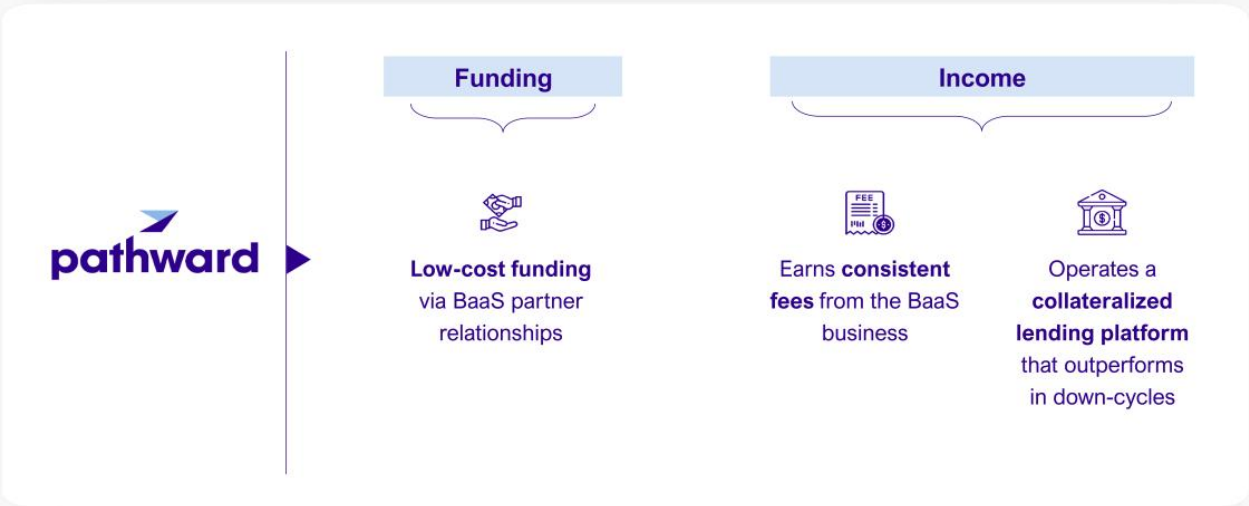 pathward
Funding
Low-cost funding
via BaaS partner
relationships
Income
FEE
Earns consistent
fees from the BaaS
business
$
Operates a
collateralized
lending platform
that outperforms
in down-cycles